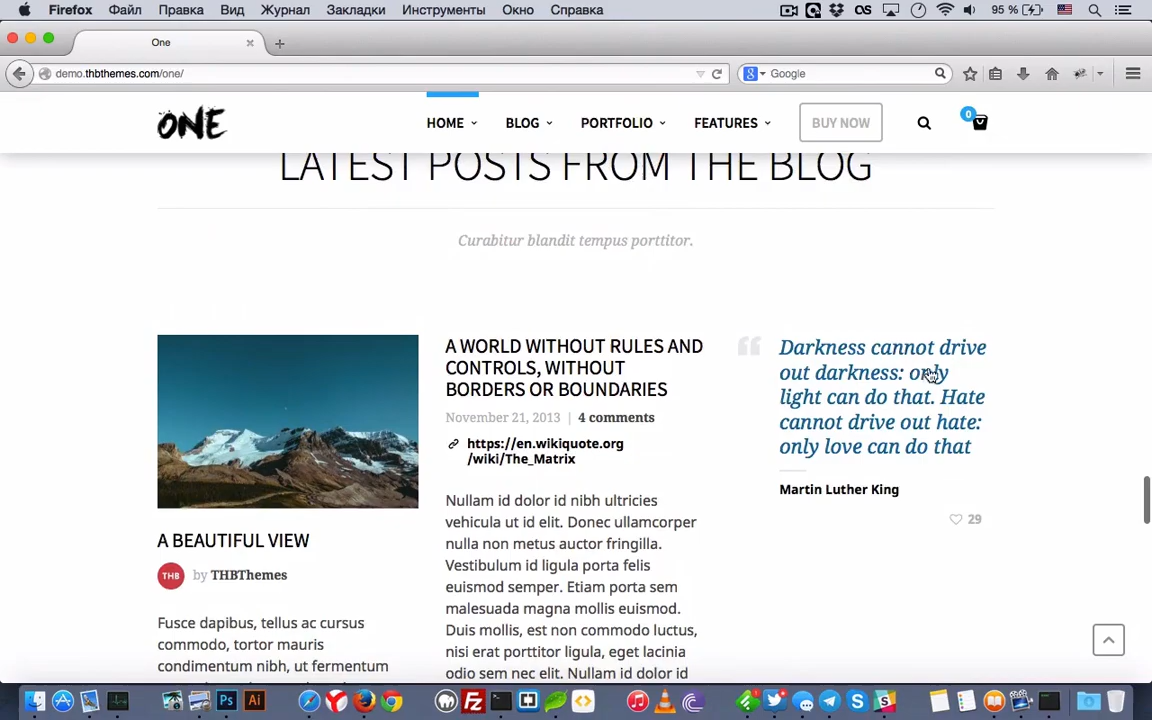 Firefox Файл Правка Вид Журнал Закладки Инструменты Окно Справка 95 %
One
demo.thbthemes.com/one/
Google
ONE
HOME BLOG PORTFOLIO FEATURES BUY NOW 0
LATEST POSTS FROM THE BLOG
Curabitur blandit tempus porttitor.
A BEAUTIFUL VIEW
THB by THBThemes
Fusce dapibus, tellus ac cursus
commodo, tortor mauris
condimentum nibh, ut fermentum
A WORLD WITHOUT RULES AND
CONTROLS, WITHOUT
BORDERS OR BOUNDARIES
November 21, 2013 | 4 comments
https://en.wikiquote.org
/wiki/The_Matrix
Nullam id dolor id nibh ultricies
vehicula ut id elit. Donec ullamcorper
nulla non metus auctor fringilla.
Vestibulum id ligula porta felis
euismod semper. Etiam porta sem
malesuada magna mollis euismod.
Duis mollis, est non commodo luctus,
nisi erat porttitor ligula, eget lacinia
odio sem nec elit. Nullam id dolor id
Darkness cannot drive
out darkness: only
light can do that. Hate
cannot drive out hate:
only love can do that
Martin Luther King
29
Ps Ai